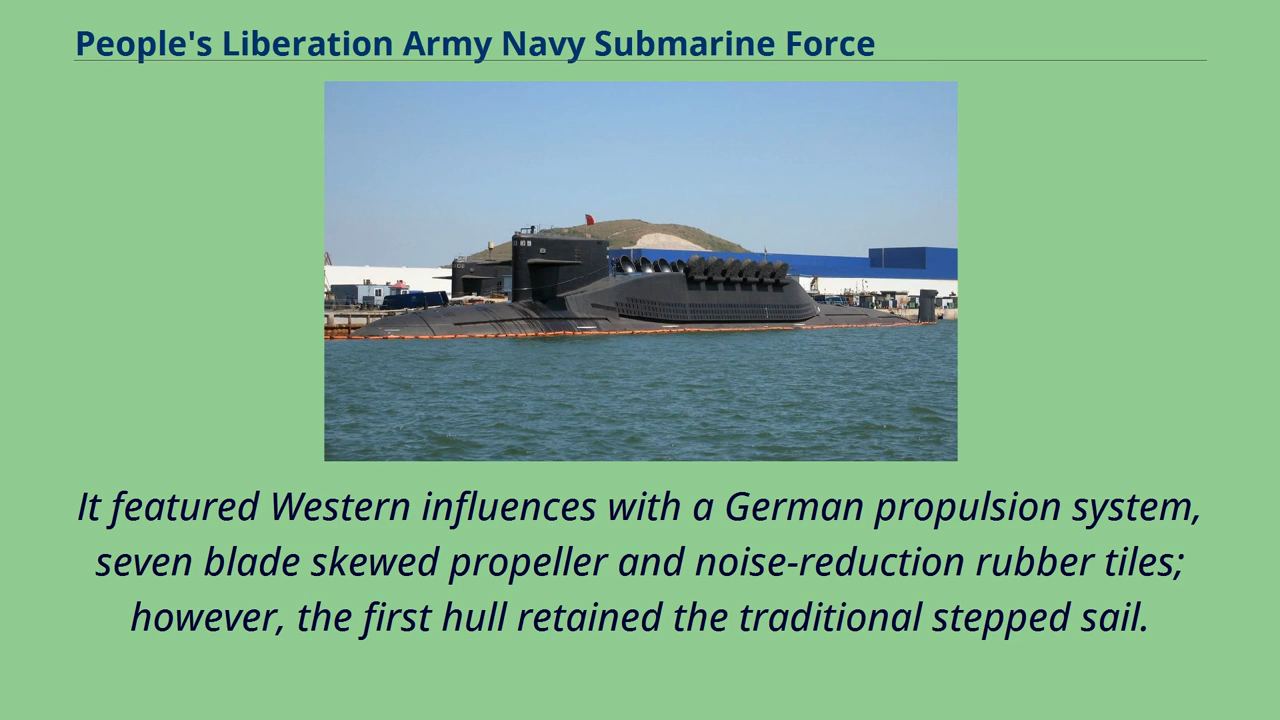 People's Liberation Army Navy Submarine Force
It featured Western influences with a German propulsion system,
seven blade skewed propeller and noise-reduction rubber tiles;
however, the first hull retained the traditional stepped sail.